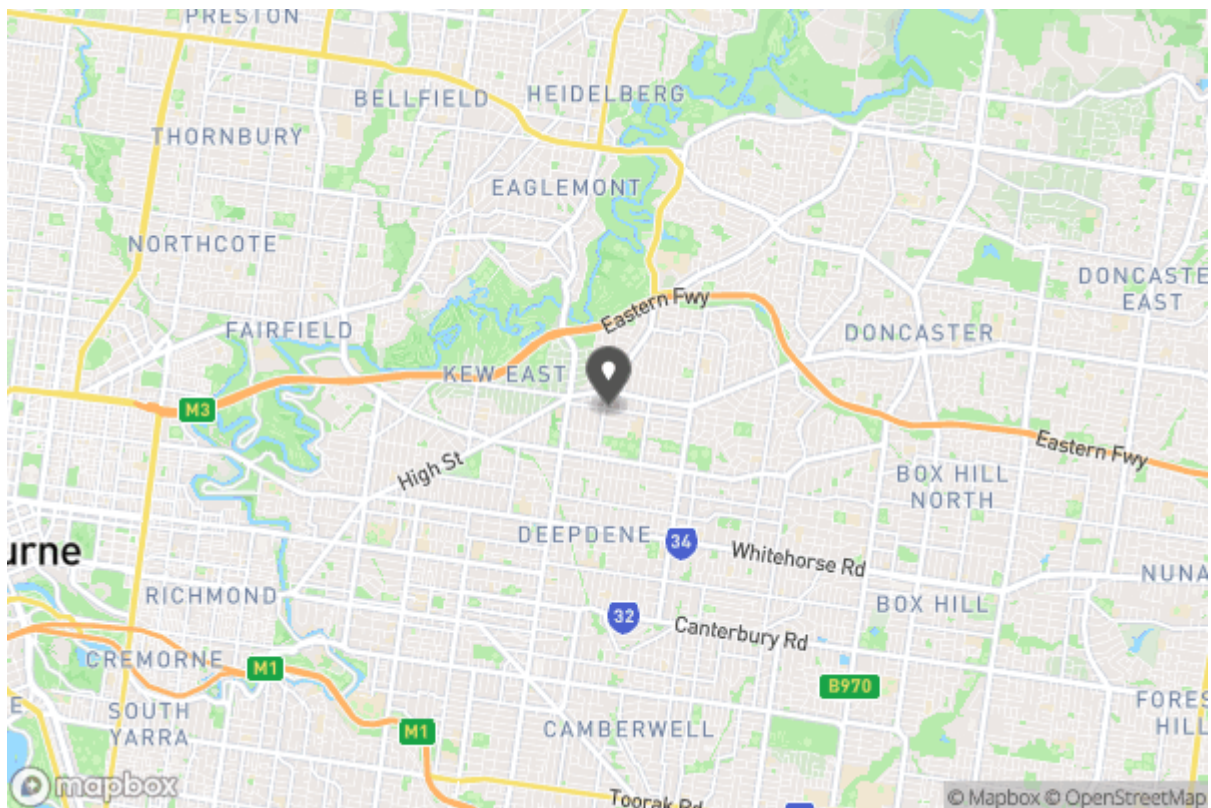 PRESTON
BELLFIELD
HEIDELBERG
THORNBURY
EAGLEMONT
NORTHCOTE
DONCASTE
EAST
Eastern Fwy
FAIRFIELD
DONCASTER
KEW EAST
M3
High St
Eastern Fwy
BOX HILL
NORTH
DEEPDENE
34
urne
Whitehorse Rd
NUNA
RICHMOND
BOX HILL
32
Canterbury Rd
CREMORNE
M1
B970
E
SOUTH
YARRA
FORES
HILL
M1
CAMBERWELL
mapbox
Toorak Rd
© Mapbox © OpenStreetMap